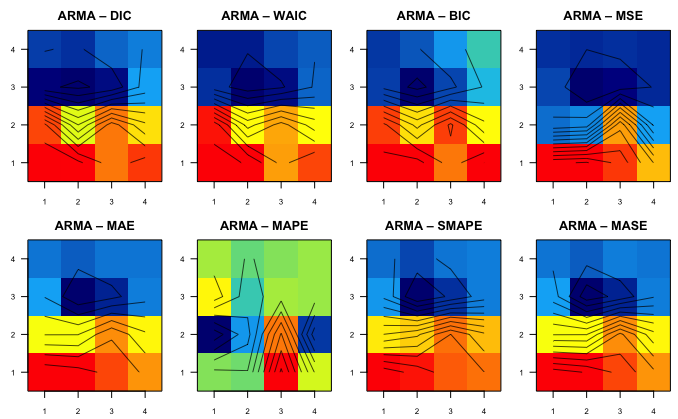 ARMA – DIC
ARMA – WAIC
ARMA – BIC
ARMA – MSE
4
3
2
1
4
3
2
1
4
3
2
1
4
3
2
1
1 2 3 4
1 2 3 4
1 2 3 4
1 2 3 4
ARMA – MAE
ARMA – MAPE
ARMA – SMAPE
ARMA – MASE
4
3
2
1
4
3
2
1
4
3
2
1
4
3
2
1
1 2 3 4
1 2 3 4
1 2 3 4
1 2 3 4